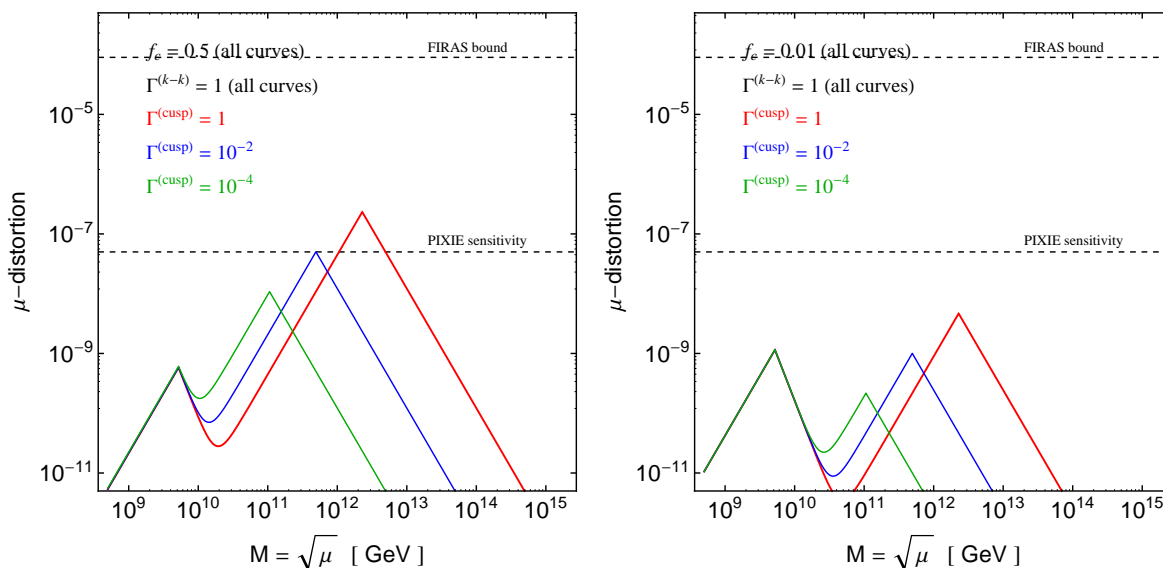 f_c = 0.5 (all curves)
FIRAS bound
Γ^(k−k) = 1 (all curves)
Γ^(cusp) = 1
Γ^(cusp) = 10^−2
Γ^(cusp) = 10^−4
PIXIE sensitivity
10^−5
10^−7
10^−9
10^−11
μ−distortion
10^9 10^10 10^11 10^12 10^13 10^14 10^15
M = √μ [ GeV ]
f_c = 0.01 (all curves)
FIRAS bound
Γ^(k−k) = 1 (all curves)
Γ^(cusp) = 1
Γ^(cusp) = 10^−2
Γ^(cusp) = 10^−4
PIXIE sensitivity
10^−5
10^−7
10^−9
10^−11
μ−distortion
10^9 10^10 10^11 10^12 10^13 10^14 10^15
M = √μ [ GeV ]